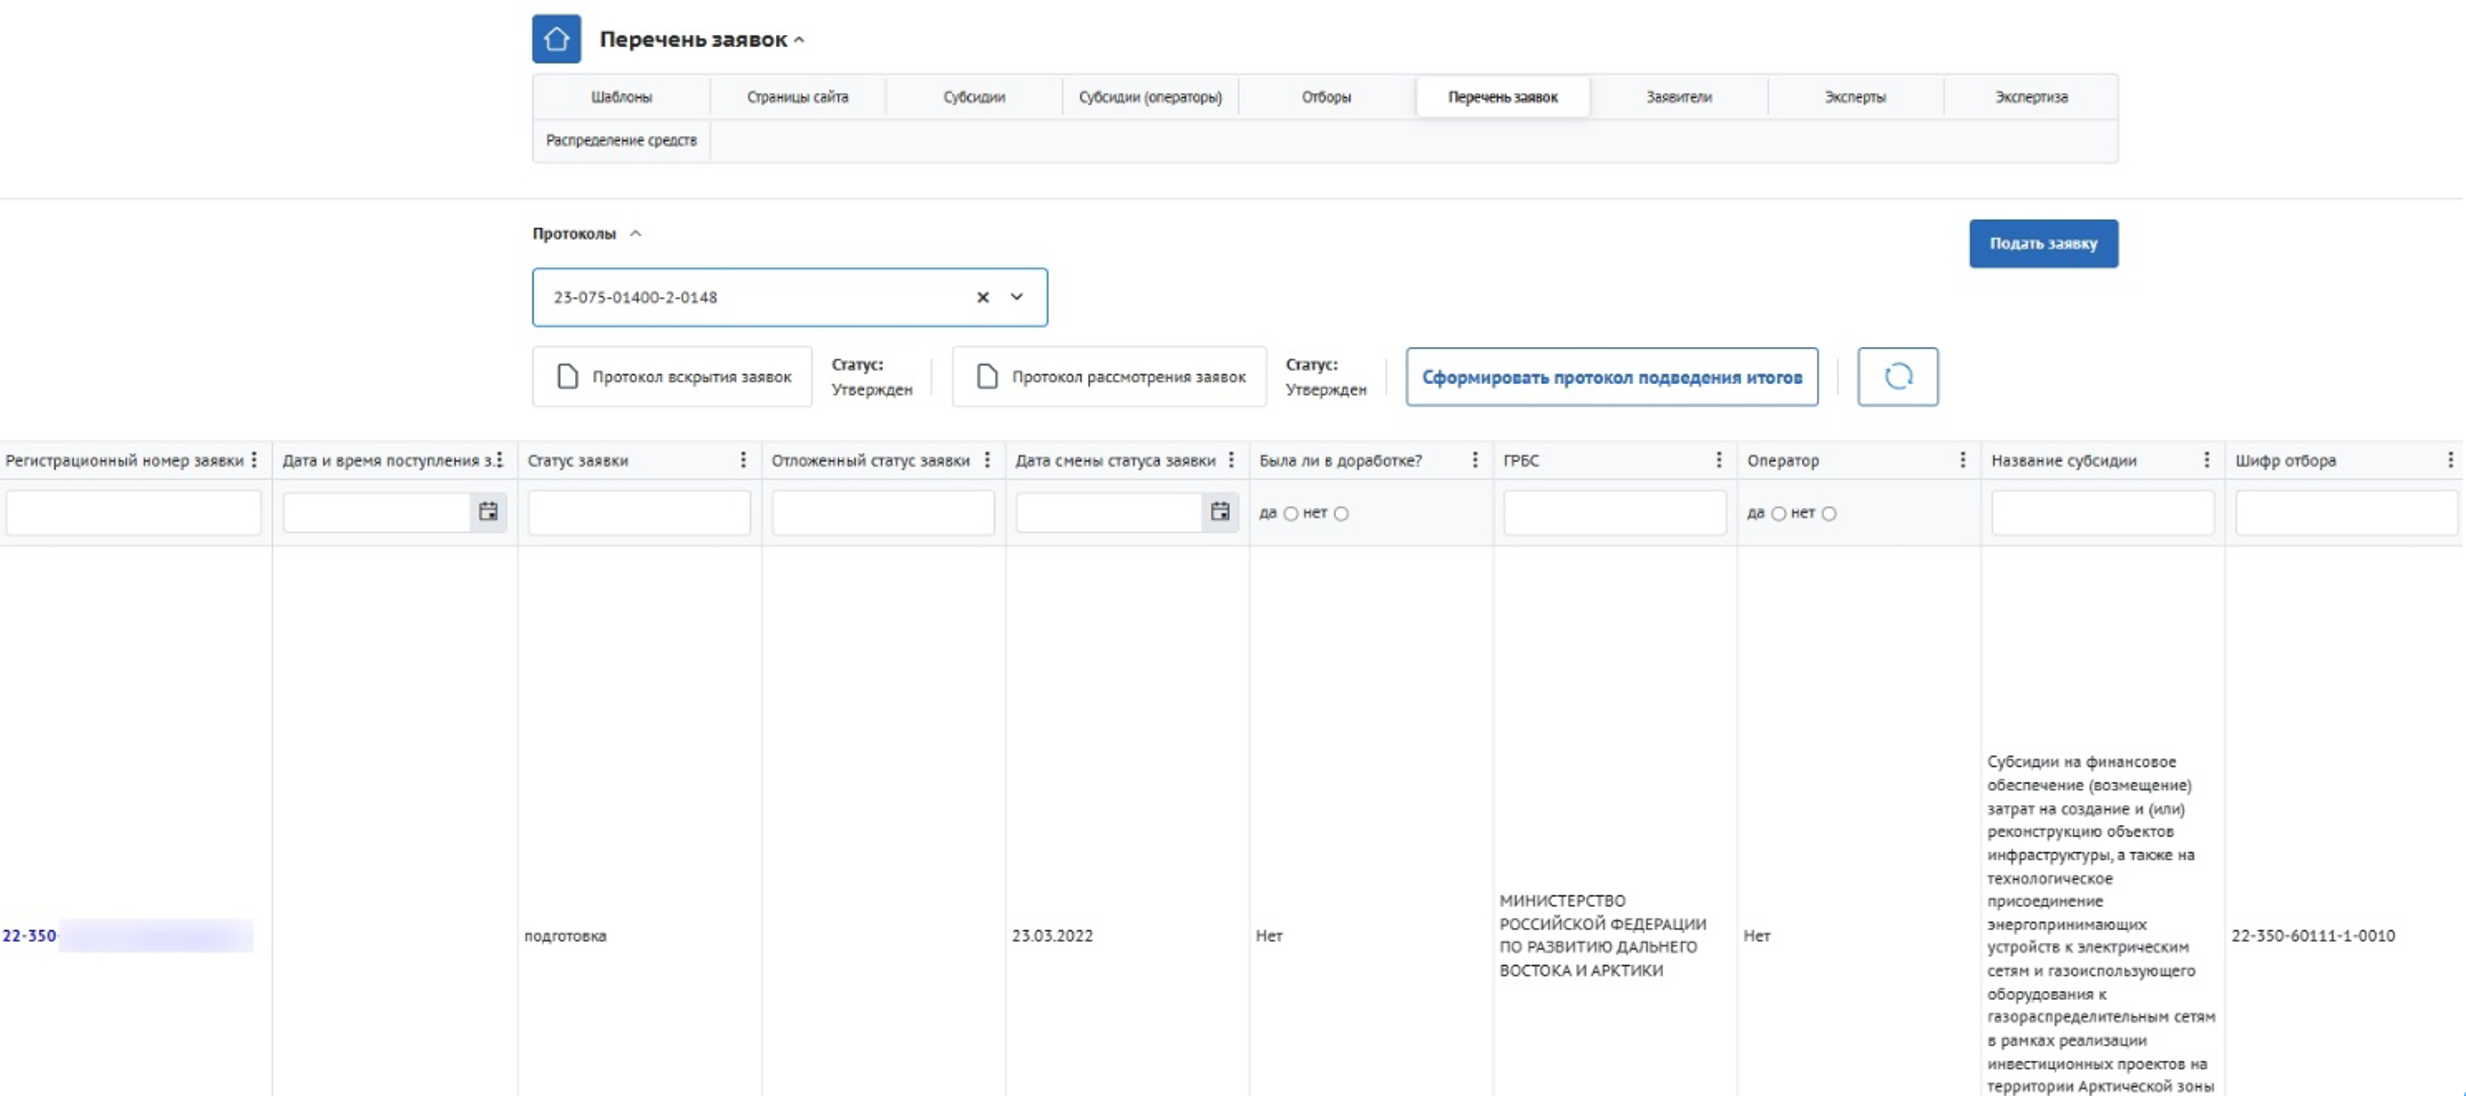 Перечень заявок
Шаблоны
Страницы сайта
Субсидии
Субсидии (операторы)
Отборы
Перечень заявок
Заявители
Эксперты
Экспертиза
Распределение средств
Протоколы
Подать заявку
23-075-01400-2-0148
Протокол вскрытия заявок
Статус:
Утвержден
Протокол рассмотрения заявок
Статус:
Утвержден
Сформировать протокол подведения итогов
Регистрационный номер заявки
Дата и время поступления з...
Статус заявки
Отложенный статус заявки
Дата смены статуса заявки
Была ли в доработке?
ГРБС
Оператор
Название субсидии
Шифр отбора
да нет
да нет
22-350-
подготовка
23.03.2022
Нет
МИНИСТЕРСТВО
РОССИЙСКОЙ ФЕДЕРАЦИИ
ПО РАЗВИТИЮ ДАЛЬНЕГО
ВОСТОКА И АРКТИКИ
Нет
Субсидии на финансовое
обеспечение (возмещение)
затрат на создание и (или)
реконструкцию объектов
инфраструктуры, а также на
технологическое
присоединение
энергопринимающих
устройств к электрическим
сетям и газоиспользующего
оборудования к
газораспределительным сетям
в рамках реализации
инвестиционных проектов на
территории Арктической зоны
22-350-60111-1-0010